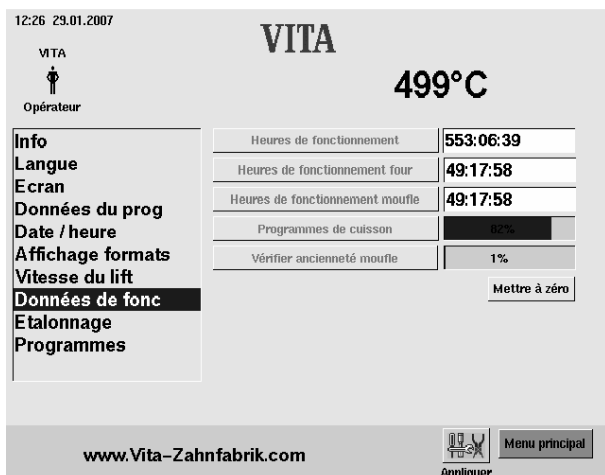 12:26 29.01.2007
VITA
VITA
Opérateur
499°C
Info
Langue
Ecran
Données du prog
Date / heure
Affichage formats
Vitesse du lift
Données de fonc
Etalonnage
Programmes
Heures de fonctionnement
553:06:39
Heures de fonctionnement four
49:17:58
Heures de fonctionnement moufle
49:17:58
Programmes de cuisson
82%
Vérifier ancienneté moufle
1%
Mettre à zéro
www.Vita-Zahnfabrik.com
Appliquer
Menu principal